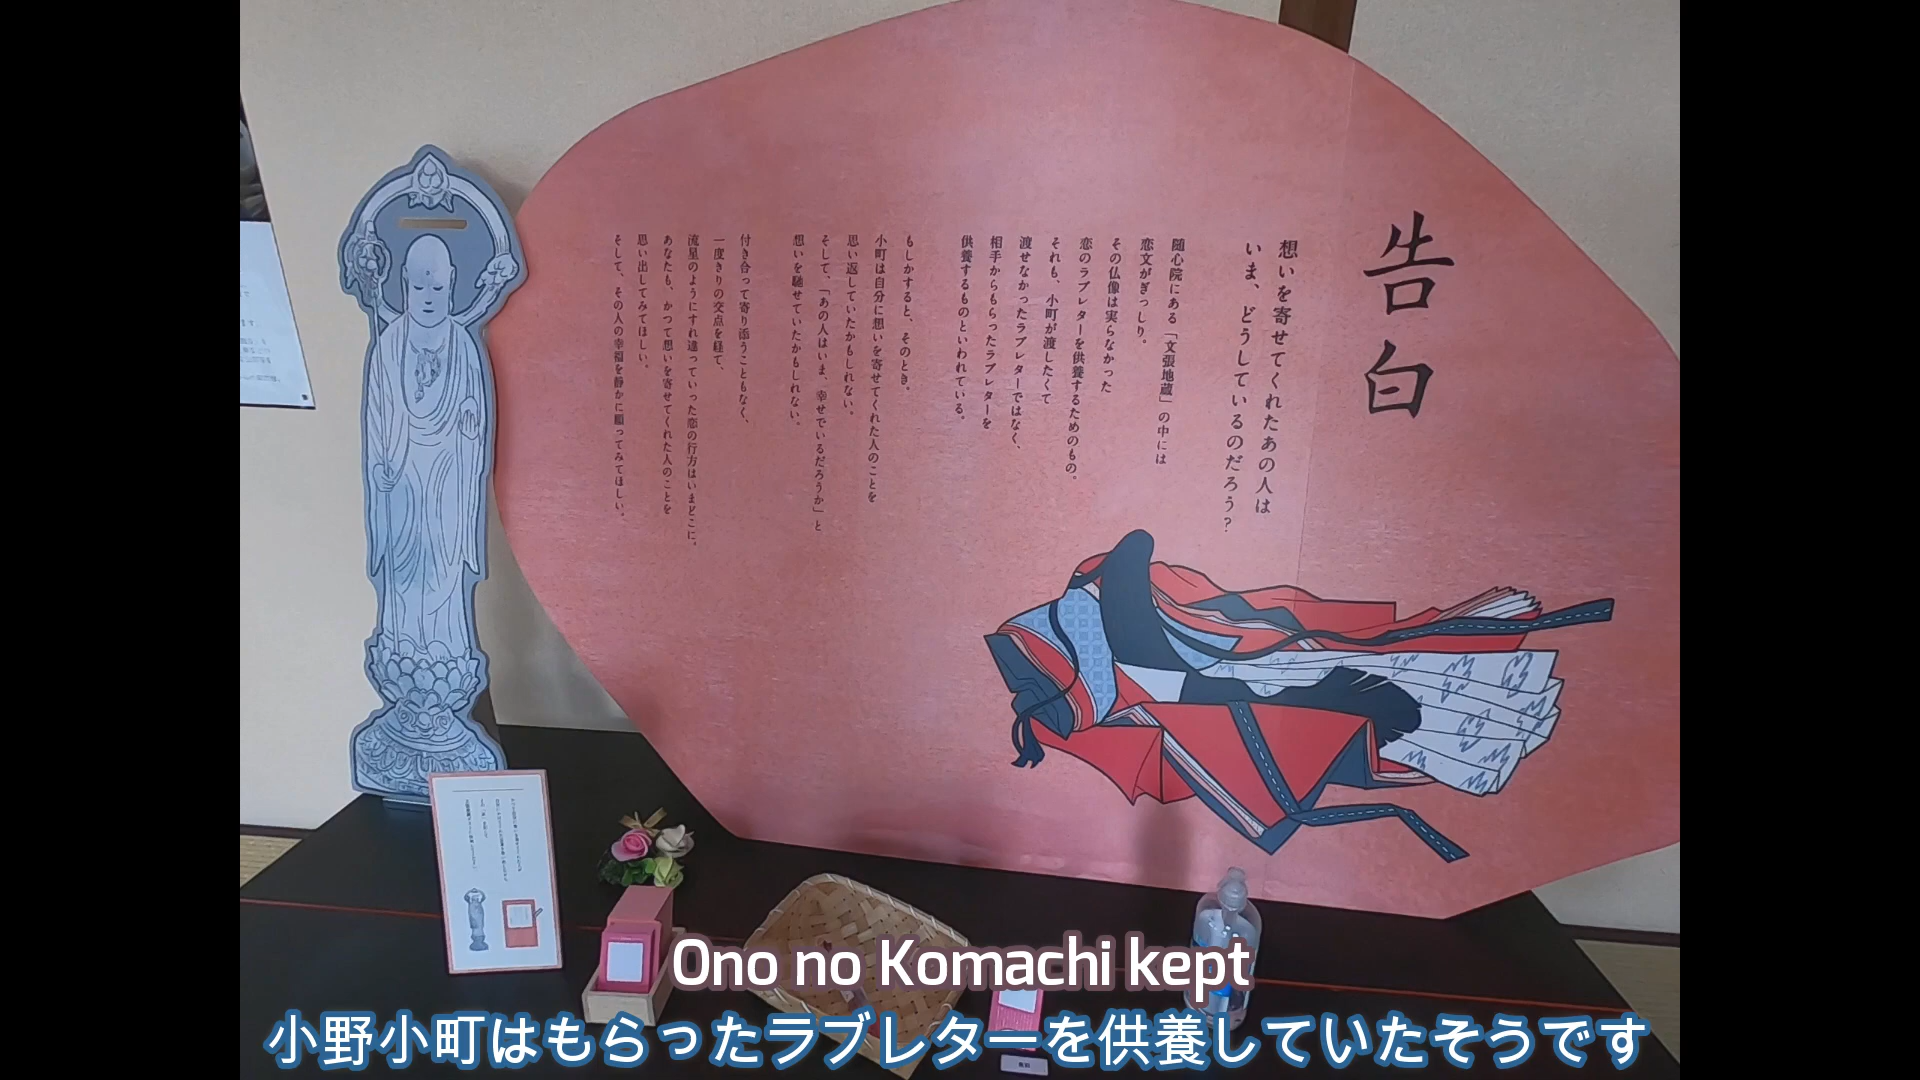 告白
想いを寄せてくれたあの人は
いま、どうしているのだろう？
随心院にある「文張地蔵」の中には
恋文がぎっしり。
その仏像は実らなかった
恋のラブレターを供養するためのもの。
それも、小町が渡したくて
渡せなかったラブレターではなく、
相手からもらったラブレターを
供養するものといわれている。
もしかすると、そのとき。
小町は自分に想いを寄せてくれた人のことを
思い返していたかもしれない。
そして、「あの人はいま、幸せでいるだろうか」と
想いを馳せていたかもしれない。
付き合って寄り添うこともなく、
一度きりの交点を経て、
流星のようにすれ違っていった恋の行方はいまどこに。
あなたも、かつて思いを寄せてくれた人のことを
思い出してみてほしい。
そして、その人の幸福を静かに願ってみてほしい。
Ono no Komachi kept
小野小町はもらったラブレターを供養していたそうです